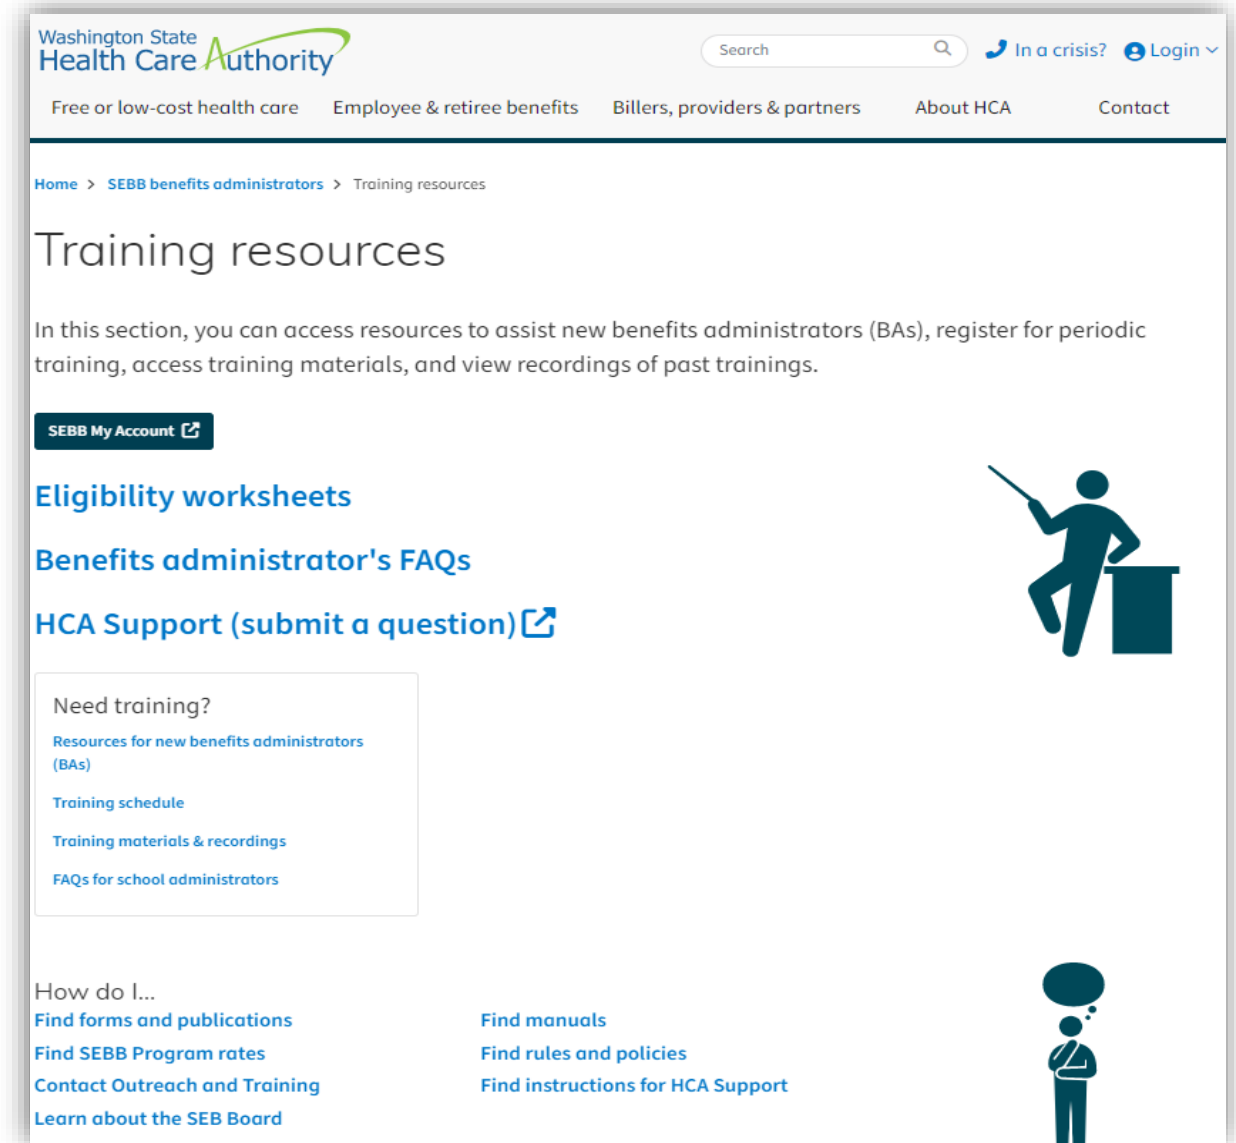 Washington State
Health Care Authority
Search
In a crisis?
Login
Free or low-cost health care
Employee & retiree benefits
Billers, providers & partners
About HCA
Contact
Home > SEBB benefits administrators > Training resources
Training resources
In this section, you can access resources to assist new benefits administrators (BAs), register for periodic
training, access training materials, and view recordings of past trainings.
SEBB My Account
Eligibility worksheets
Benefits administrator's FAQs
HCA Support (submit a question)
Need training?
Resources for new benefits administrators
(BAs)
Training schedule
Training materials & recordings
FAQs for school administrators
How do I...
Find forms and publications
Find SEBB Program rates
Contact Outreach and Training
Learn about the SEB Board
Find manuals
Find rules and policies
Find instructions for HCA Support